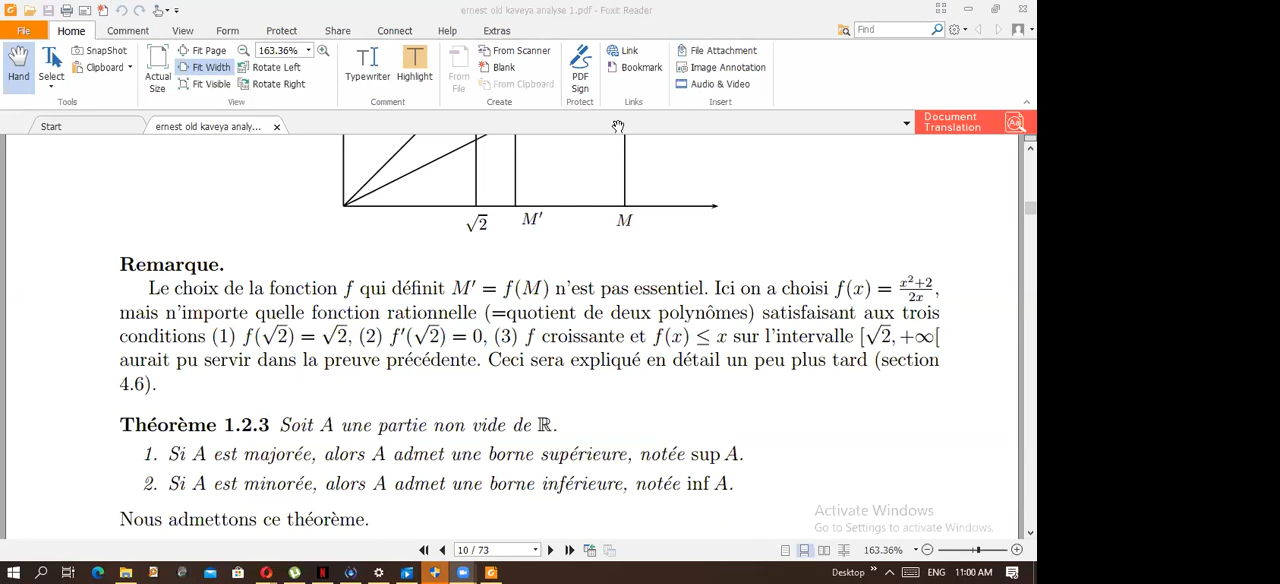 ernest old kaveya analyse 1.pdf - Foxit Reader
File Home Comment View Form Protect Share Connect Help Extras Find
SnapShot Fit Page 163.36% From Scanner Link File Attachment
Hand Select Clipboard Actual Size Fit Width Rotate Left Typewriter Highlight From File Blank PDF Sign Bookmark Image Annotation
Fit Visible Rotate Right From Clipboard Audio & Video
Tools View Comment Create Protect Links Insert
Start ernest old kaveya analy... Document Translation
√2 M′ M
Remarque.
Le choix de la fonction f qui définit M′ = f(M) n'est pas essentiel. Ici on a choisi f(x) = (x²+2)/(2x),
mais n'importe quelle fonction rationnelle (=quotient de deux polynômes) satisfaisant aux trois
conditions (1) f(√2) = √2, (2) f′(√2) = 0, (3) f croissante et f(x) ≤ x sur l'intervalle [√2, +∞[
aurait pu servir dans la preuve précédente. Ceci sera expliqué en détail un peu plus tard (section
4.6).
Théorème 1.2.3 Soit A une partie non vide de ℝ.
1. Si A est majorée, alors A admet une borne supérieure, notée sup A.
2. Si A est minorée, alors A admet une borne inférieure, notée inf A.
Nous admettons ce théorème.
Activate Windows
Go to Settings to activate Windows.
10 / 73 163.36%
Desktop ENG 11:00 AM